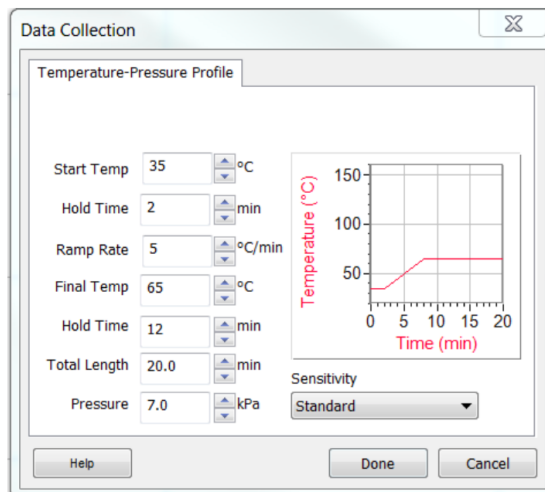 Data Collection
Temperature-Pressure Profile
Start Temp 35 °C
Hold Time 2 min
Ramp Rate 5 °C/min
Final Temp 65 °C
Hold Time 12 min
Total Length 20.0 min
Pressure 7.0 kPa
Temperature (°C)
150
100
50
0 5 10 15 20
Time (min)
Sensitivity
Standard
Help Done Cancel